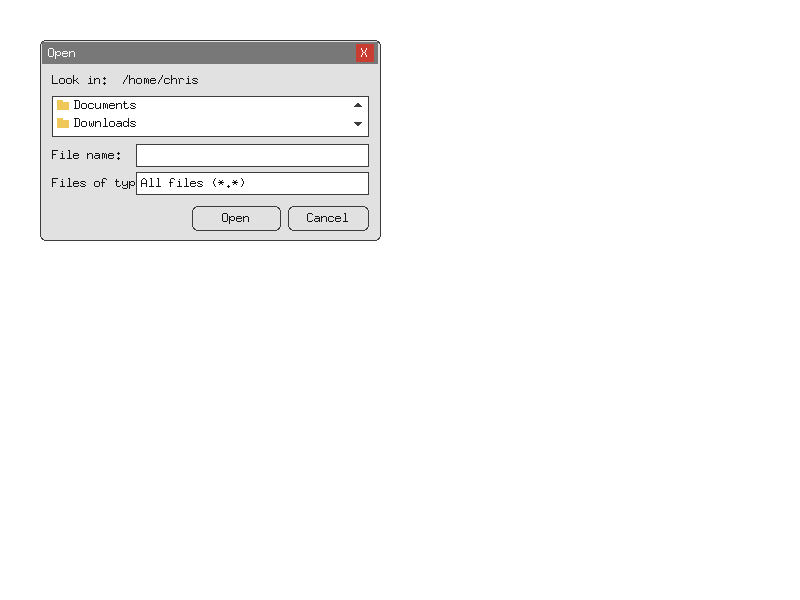 Open X
Look in: /home/chris
Documents
Downloads
File name:
Files of typ All files (*.*)
Open Cancel